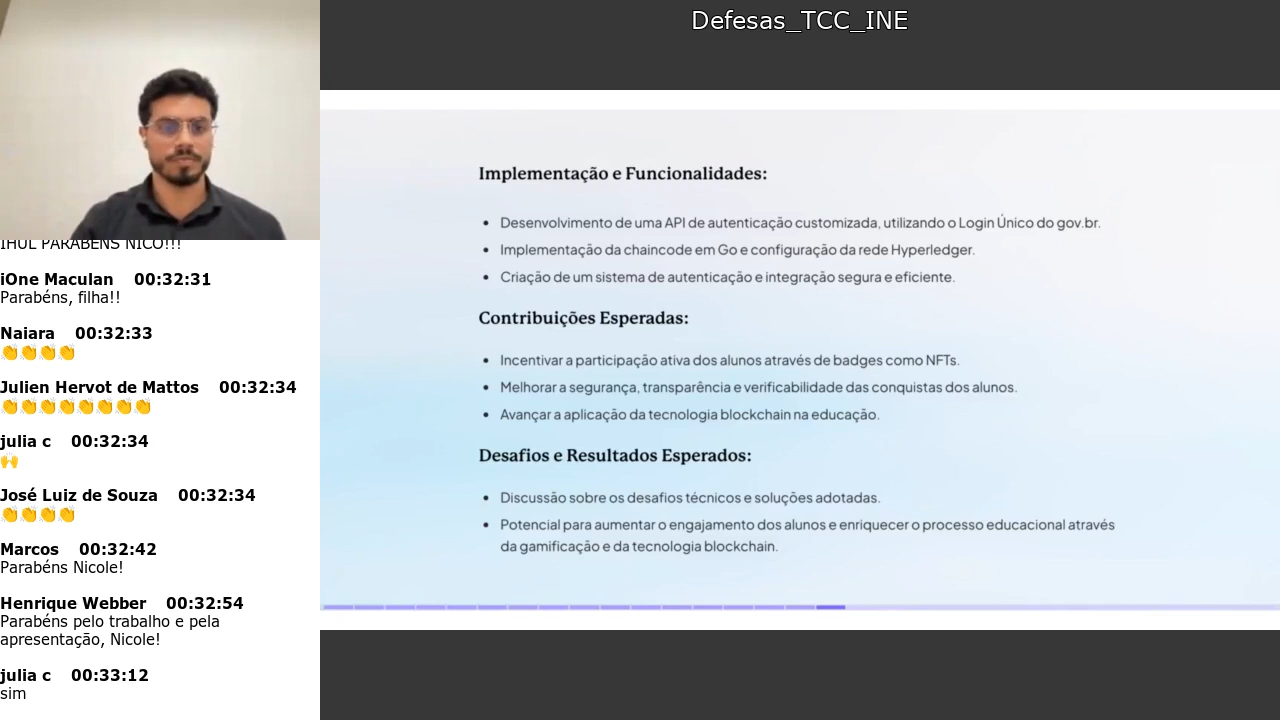 Defesas_TCC_INE
IHUL PARABÉNS NICO!!!
iOne Maculan 00:32:31
Parabéns, filha!!
Naiara 00:32:33
👏👏👏👏
Julien Hervot de Mattos 00:32:34
👏👏👏👏👏👏👏👏
julia c 00:32:34
🙌
José Luiz de Souza 00:32:34
👏👏👏👏
Marcos 00:32:42
Parabéns Nicole!
Henrique Webber 00:32:54
Parabéns pelo trabalho e pela
apresentação, Nicole!
julia c 00:33:12
sim
Implementação e Funcionalidades:
• Desenvolvimento de uma API de autenticação customizada, utilizando o Login Único do gov.br.
• Implementação da chaincode em Go e configuração da rede Hyperledger.
• Criação de um sistema de autenticação e integração segura e eficiente.
Contribuições Esperadas:
• Incentivar a participação ativa dos alunos através de badges como NFTs.
• Melhorar a segurança, transparência e verificabilidade das conquistas dos alunos.
• Avançar a aplicação da tecnologia blockchain na educação.
Desafios e Resultados Esperados:
• Discussão sobre os desafios técnicos e soluções adotadas.
• Potencial para aumentar o engajamento dos alunos e enriquecer o processo educacional através
da gamificação e da tecnologia blockchain.